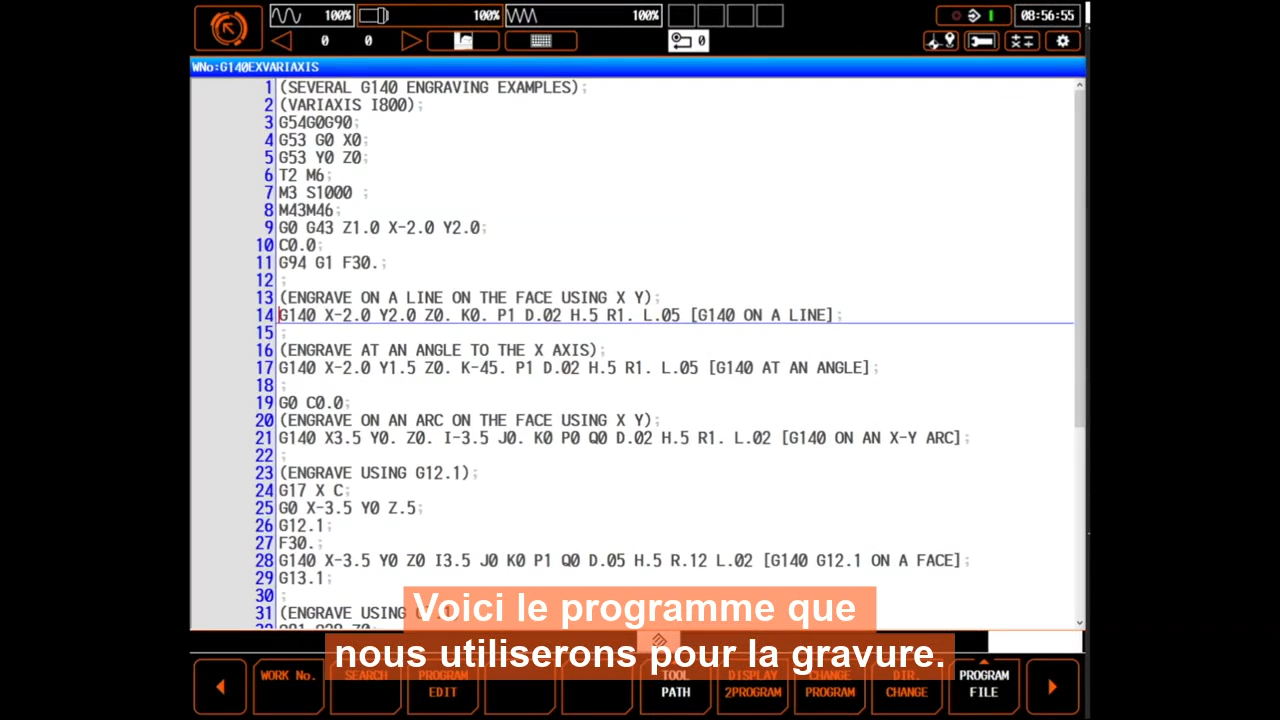 100%
100%
100%
08:56:55
0
0
0
WNo:G140EXVARIAXIS
1 (SEVERAL G140 ENGRAVING EXAMPLES);
2 (VARIAXIS I800);
3 G54G0G90;
4 G53 G0 X0;
5 G53 Y0 Z0;
6 T2 M6;
7 M3 S1000 ;
8 M43M46;
9 G0 G43 Z1.0 X-2.0 Y2.0;
10 C0.0;
11 G94 G1 F30.;
12 ;
13 (ENGRAVE ON A LINE ON THE FACE USING X Y);
14 G140 X-2.0 Y2.0 Z0. K0. P1 D.02 H.5 R1. L.05 [G140 ON A LINE];
15 ;
16 (ENGRAVE AT AN ANGLE TO THE X AXIS);
17 G140 X-2.0 Y1.5 Z0. K-45. P1 D.02 H.5 R1. L.05 [G140 AT AN ANGLE];
18 ;
19 G0 C0.0;
20 (ENGRAVE ON AN ARC ON THE FACE USING X Y);
21 G140 X3.5 Y0. Z0. I-3.5 J0. K0 P0 Q0 D.02 H.5 R1. L.02 [G140 ON AN X-Y ARC];
22 ;
23 (ENGRAVE USING G12.1);
24 G17 X C;
25 G0 X-3.5 Y0 Z.5;
26 G12.1;
27 F30.;
28 G140 X-3.5 Y0 Z0 I3.5 J0 K0 P1 Q0 D.05 H.5 R.12 L.02 [G140 G12.1 ON A FACE];
29 G13.1;
30 ;
31 (ENGRAVE USING
Voici le programme que
nous utiliserons pour la gravure.
WORK No.
SEARCH
PROGRAM
EDIT
TOOL
PATH
DISPLAY
2PROGRAM
CHANGE
PROGRAM
DIR.
CHANGE
PROGRAM
FILE